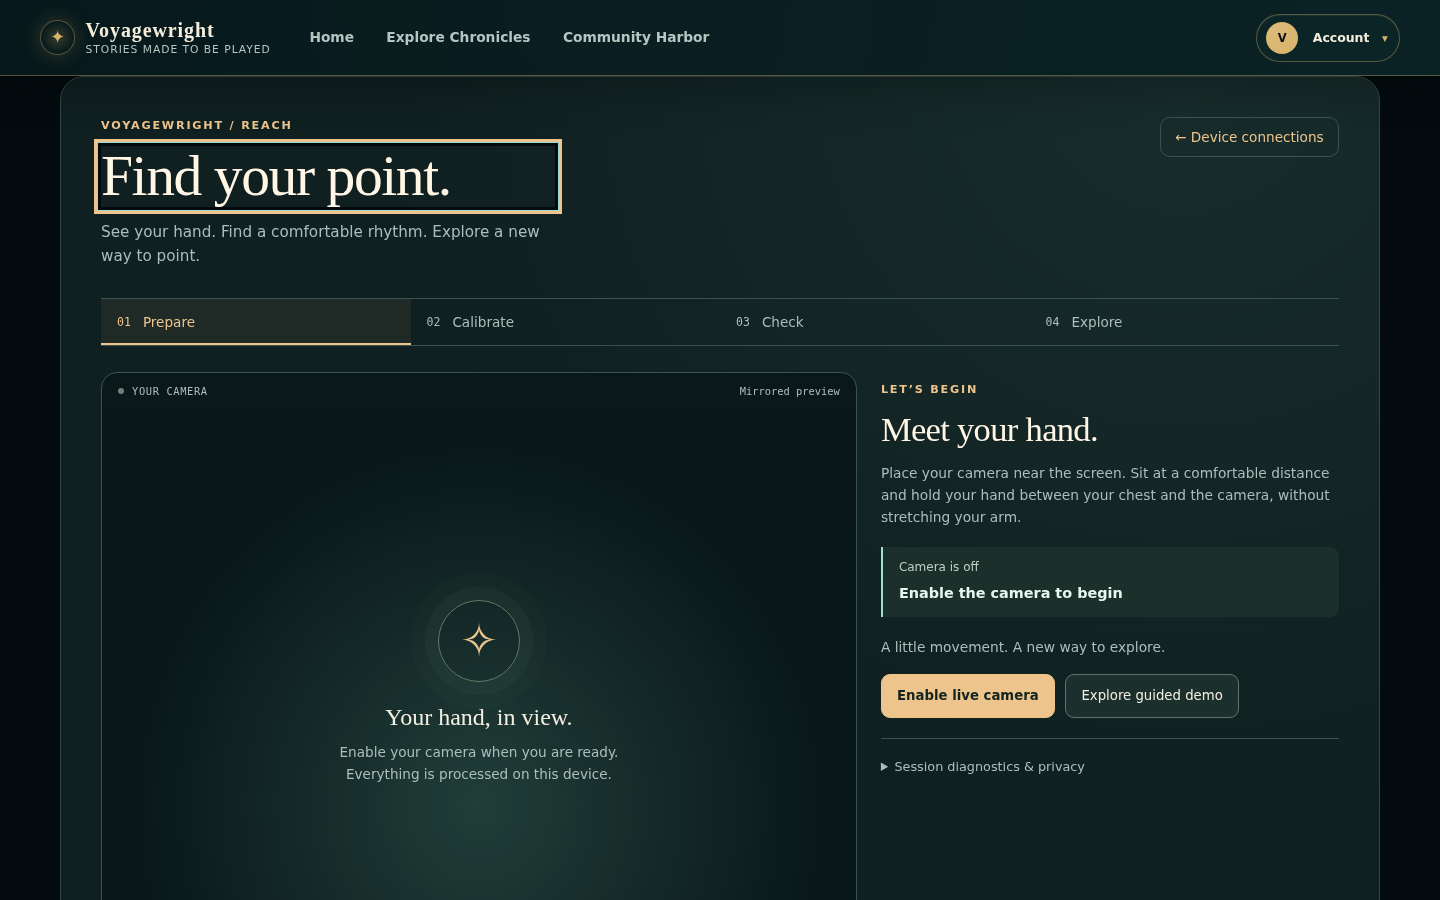 Voyagewright
STORIES MADE TO BE PLAYED
Home
Explore Chronicles
Community Harbor
V
Account
VOYAGEWRIGHT / REACH
← Device connections
Find your point.
See your hand. Find a comfortable rhythm. Explore a new
way to point.
01 Prepare
02 Calibrate
03 Check
04 Explore
YOUR CAMERA
Mirrored preview
Your hand, in view.
Enable your camera when you are ready.
Everything is processed on this device.
LET’S BEGIN
Meet your hand.
Place your camera near the screen. Sit at a comfortable distance
and hold your hand between your chest and the camera, without
stretching your arm.
Camera is off
Enable the camera to begin
A little movement. A new way to explore.
Enable live camera
Explore guided demo
Session diagnostics & privacy